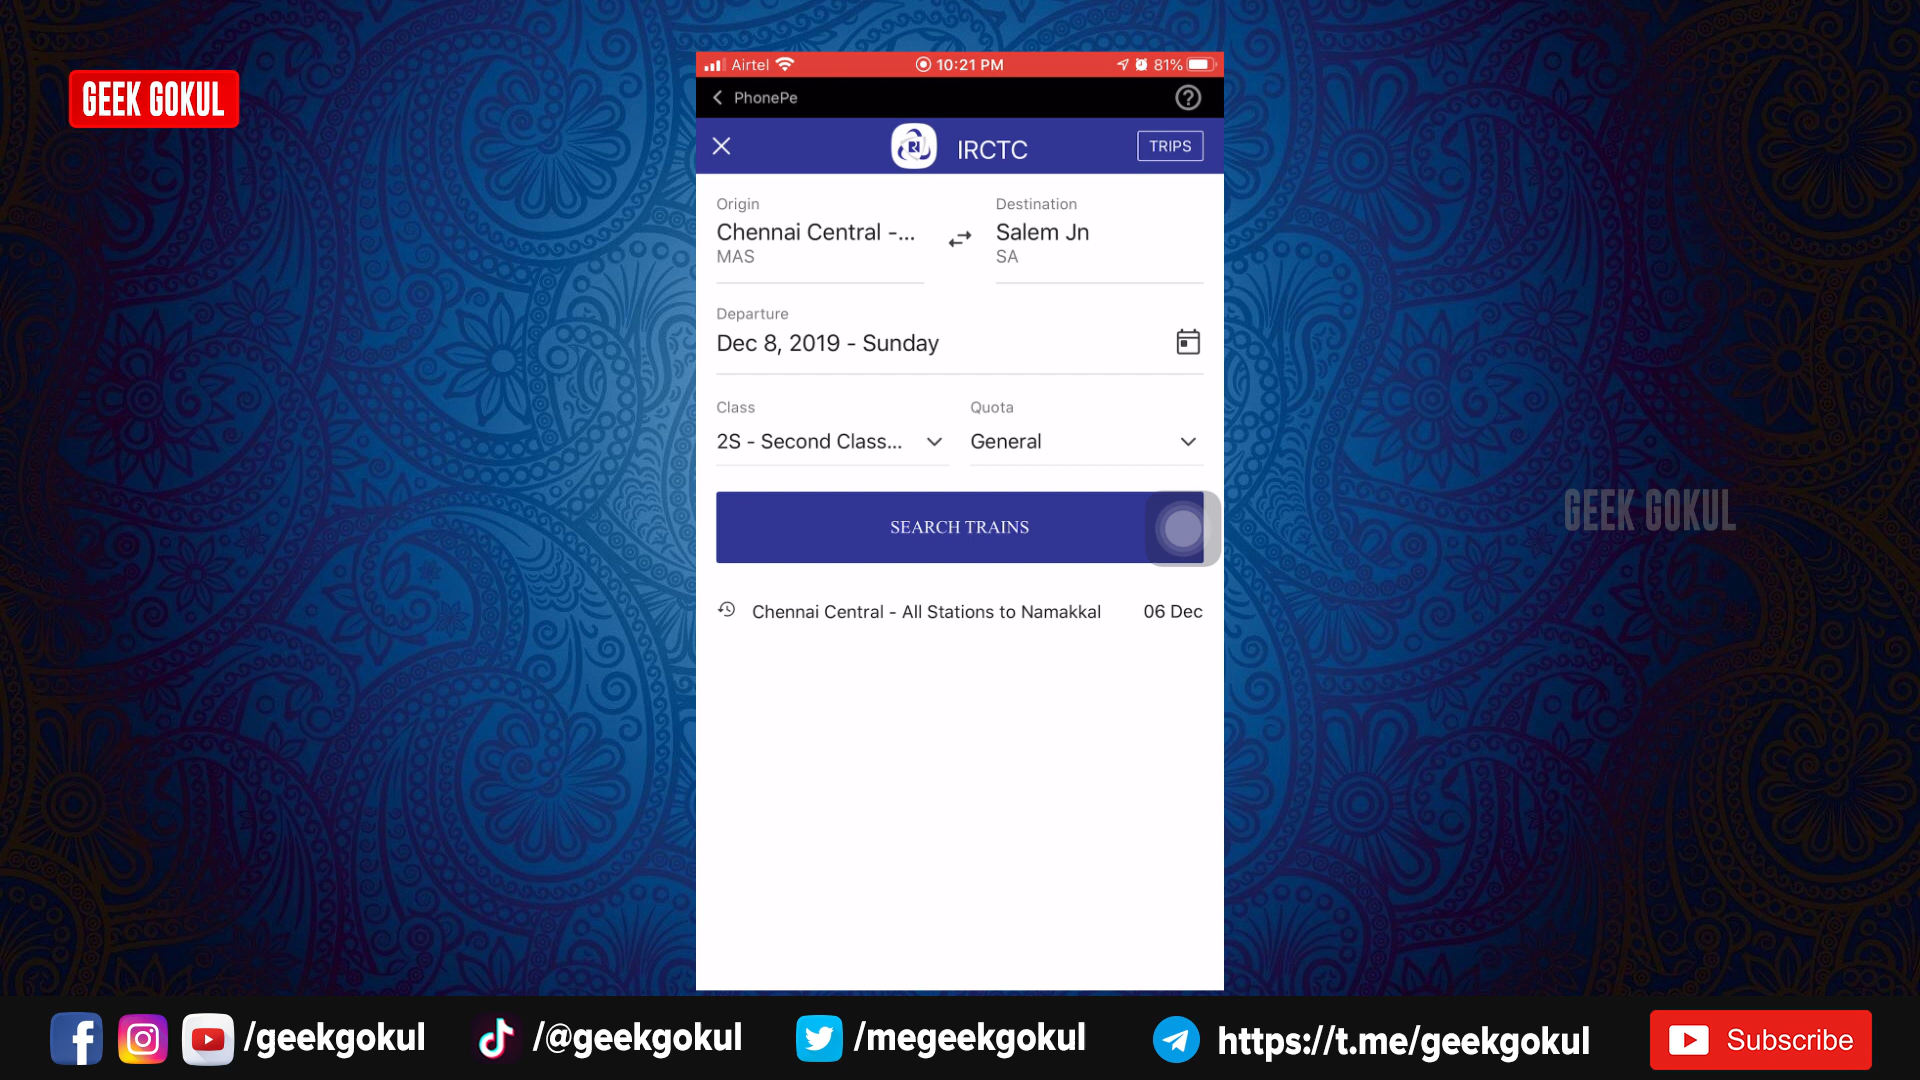 GEEK GOKUL
Airtel 10:21 PM 81%
PhonePe
IRCTC TRIPS
Origin Destination
Chennai Central -... Salem Jn
MAS SA
Departure
Dec 8, 2019 - Sunday
Class Quota
2S - Second Class... General
SEARCH TRAINS
GEEK GOKUL
Chennai Central - All Stations to Namakkal 06 Dec
/geekgokul /@geekgokul /megeekgokul https://t.me/geekgokul Subscribe